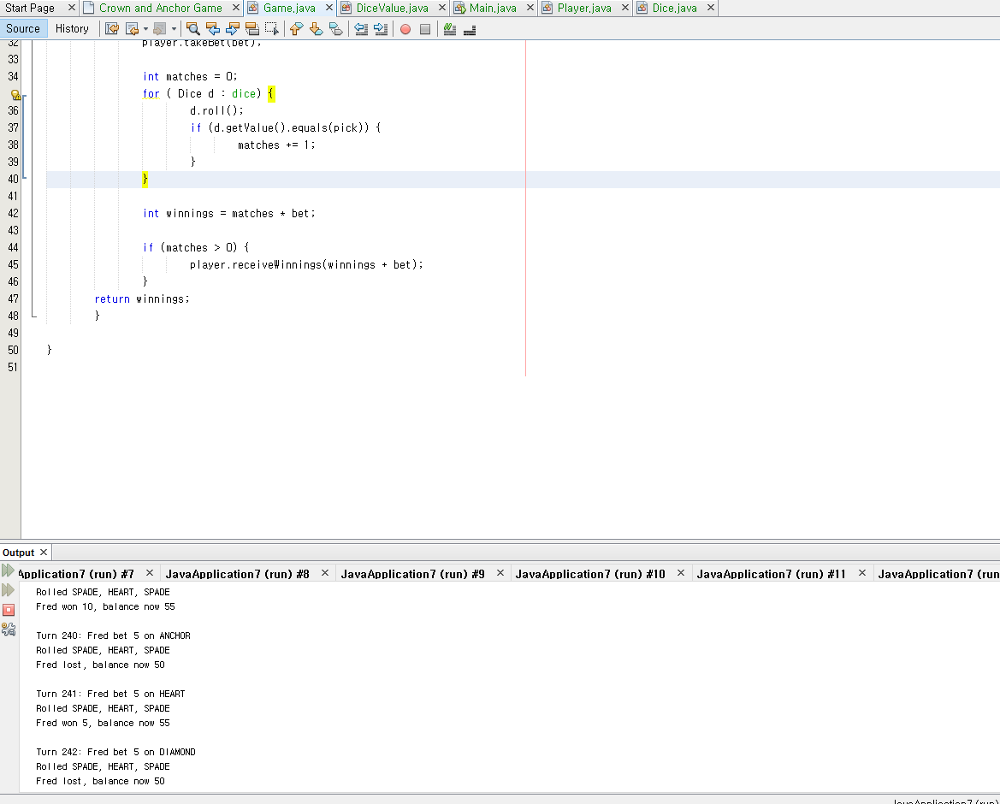 Start Page Crown and Anchor Game Game.java DiceValue.java Main.java Player.java Dice.java
Source History
32 player.takeBet(bet);
33
34 int matches = 0;
for ( Dice d : dice) {
36 d.roll();
37 if (d.getValue().equals(pick)) {
38 matches += 1;
39 }
40 }
41
42 int winnings = matches * bet;
43
44 if (matches > 0) {
45 player.receiveWinnings(winnings + bet);
46 }
47 return winnings;
48 }
49
50 }
51
Output
Application7 (run) #7 JavaApplication7 (run) #8 JavaApplication7 (run) #9 JavaApplication7 (run) #10 JavaApplication7 (run) #11 JavaApplication7 (run
Rolled SPADE, HEART, SPADE
Fred won 10, balance now 55
Turn 240: Fred bet 5 on ANCHOR
Rolled SPADE, HEART, SPADE
Fred lost, balance now 50
Turn 241: Fred bet 5 on HEART
Rolled SPADE, HEART, SPADE
Fred won 5, balance now 55
Turn 242: Fred bet 5 on DIAMOND
Rolled SPADE, HEART, SPADE
Fred lost, balance now 50
JavaApplication7 (run)